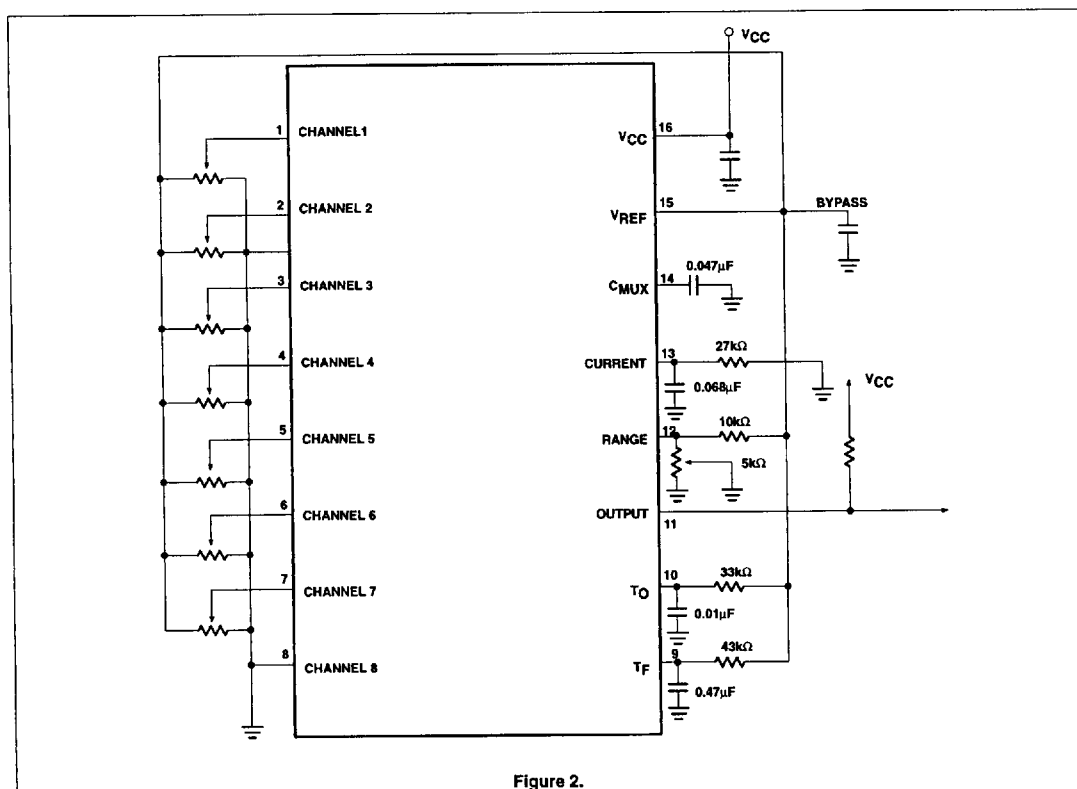 VCC
1 CHANNEL1
2 CHANNEL 2
3 CHANNEL 3
4 CHANNEL 4
5 CHANNEL 5
6 CHANNEL 6
7 CHANNEL 7
8 CHANNEL 8
VCC 16
VREF 15
BYPASS
CMUX 14
0.047μF
CURRENT 13
27kΩ
0.068μF
VCC
RANGE 12
10kΩ
5kΩ
OUTPUT 11
TO 10
33kΩ
0.01μF
TF 9
43kΩ
0.47μF
Figure 2.